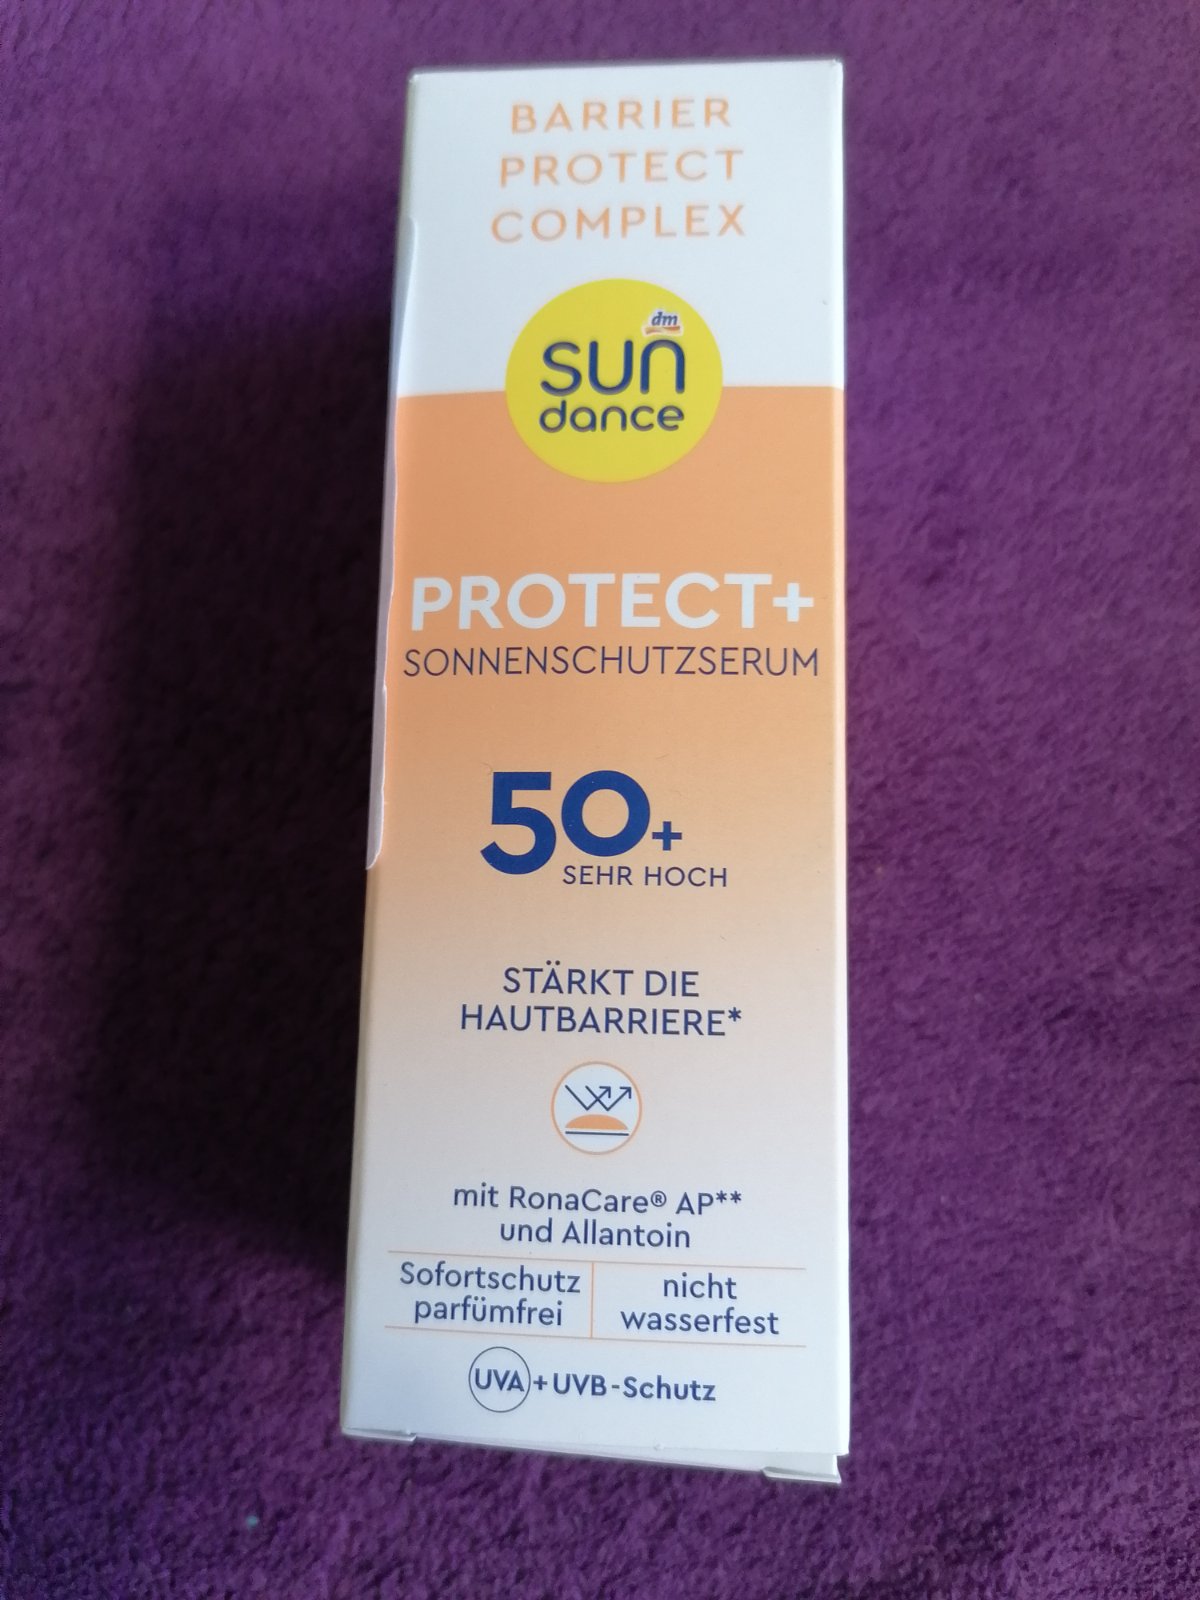 BARRIER
PROTECT
COMPLEX
dm
sun
dance
PROTECT+
SONNENSCHUTZSERUM
50+
SEHR HOCH
STÄRKT DIE
HAUTBARRIERE*
mit RonaCare® AP**
und Allantoin
Sofortschutz
parfümfrei
nicht
wasserfest
UVA+UVB-Schutz